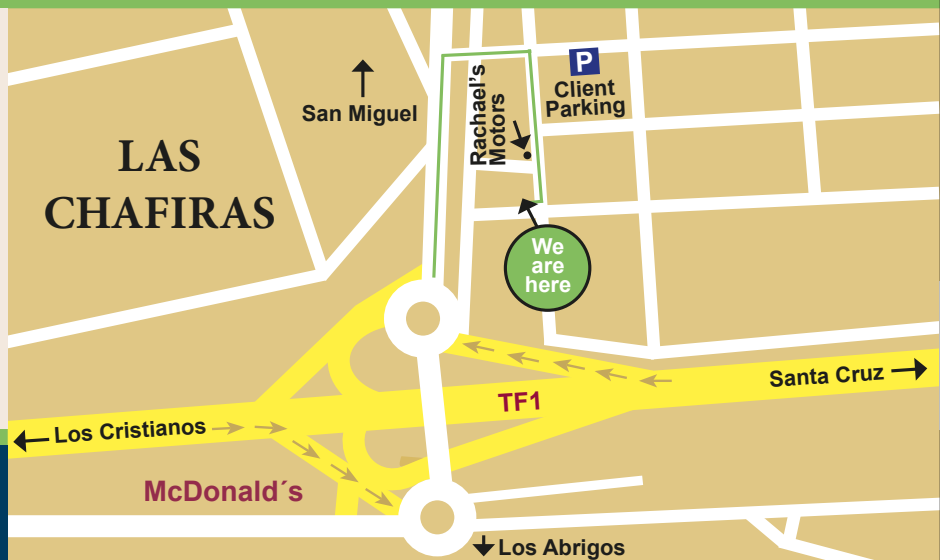 P
Client
Parking
San Miguel
Rachael's
Motors
LAS
CHAFIRAS
We
are
here
Santa Cruz
TF1
Los Cristianos
McDonald´s
Los Abrigos